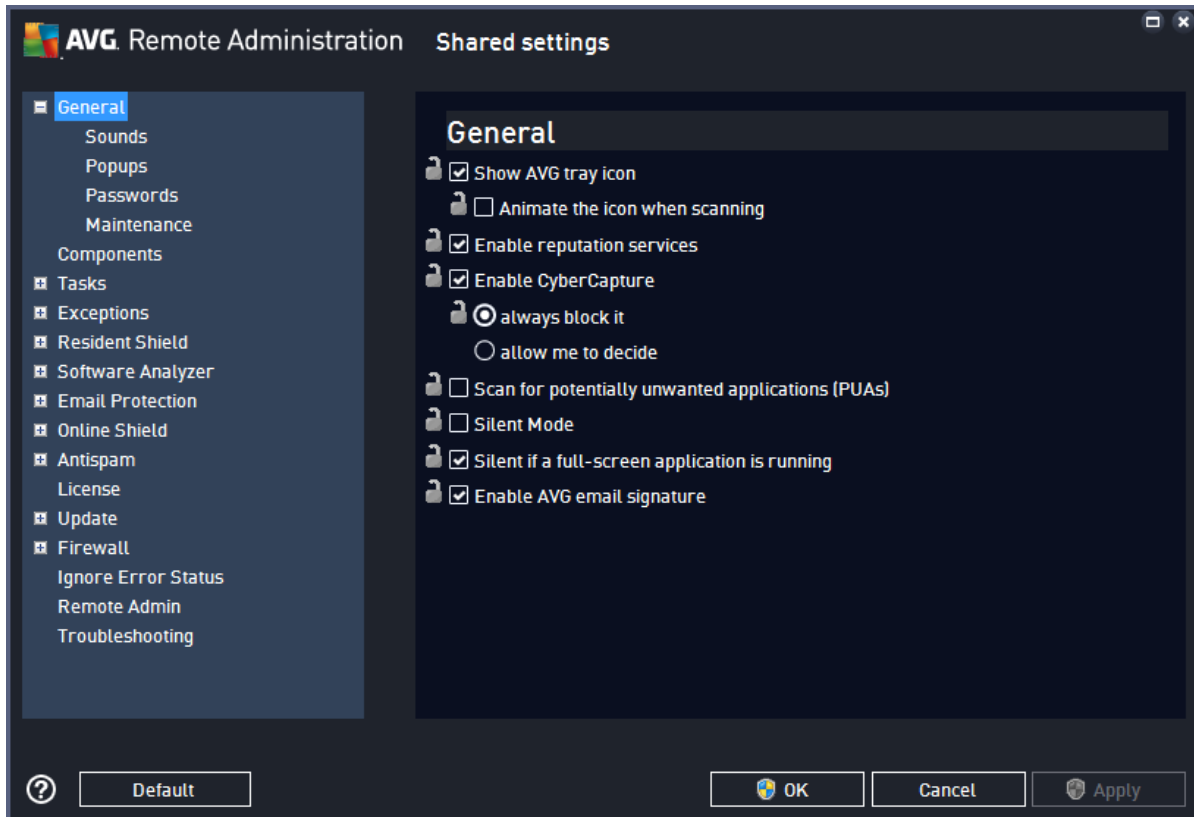 AVG. Remote Administration Shared settings
General
Sounds
Popups
Passwords
Maintenance
Components
Tasks
Exceptions
Resident Shield
Software Analyzer
Email Protection
Online Shield
Antispam
License
Update
Firewall
Ignore Error Status
Remote Admin
Troubleshooting
General
Show AVG tray icon
Animate the icon when scanning
Enable reputation services
Enable CyberCapture
always block it
allow me to decide
Scan for potentially unwanted applications (PUAs)
Silent Mode
Silent if a full-screen application is running
Enable AVG email signature
? Default OK Cancel Apply